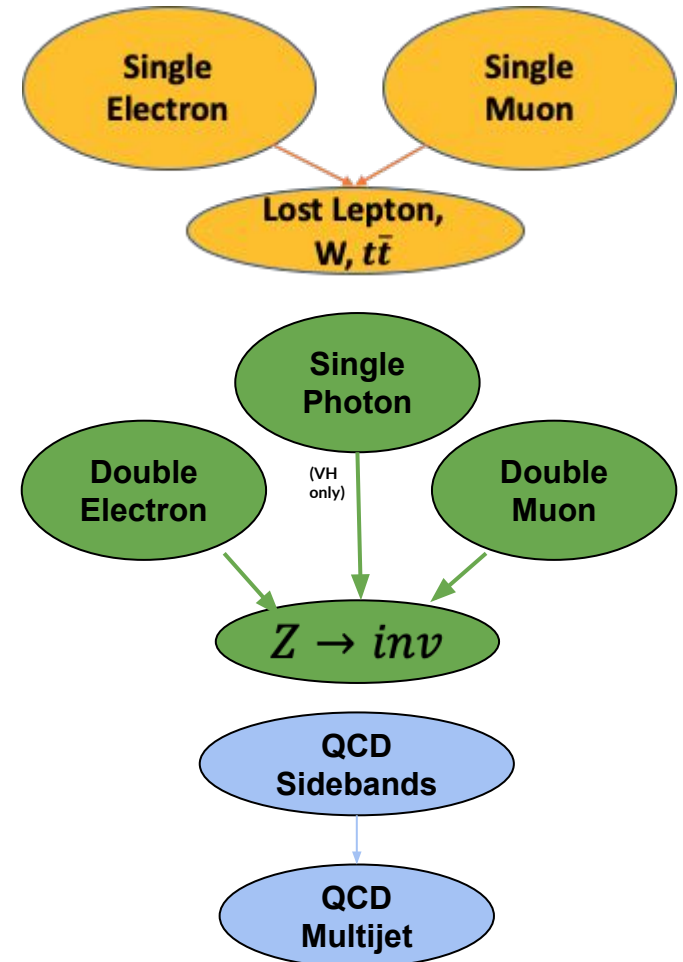 Single
Electron
Single
Muon
Lost Lepton,
W, tt̄
Single
Photon
(VH
only)
Double
Electron
Double
Muon
Z → inv
QCD
Sidebands
QCD
Multijet